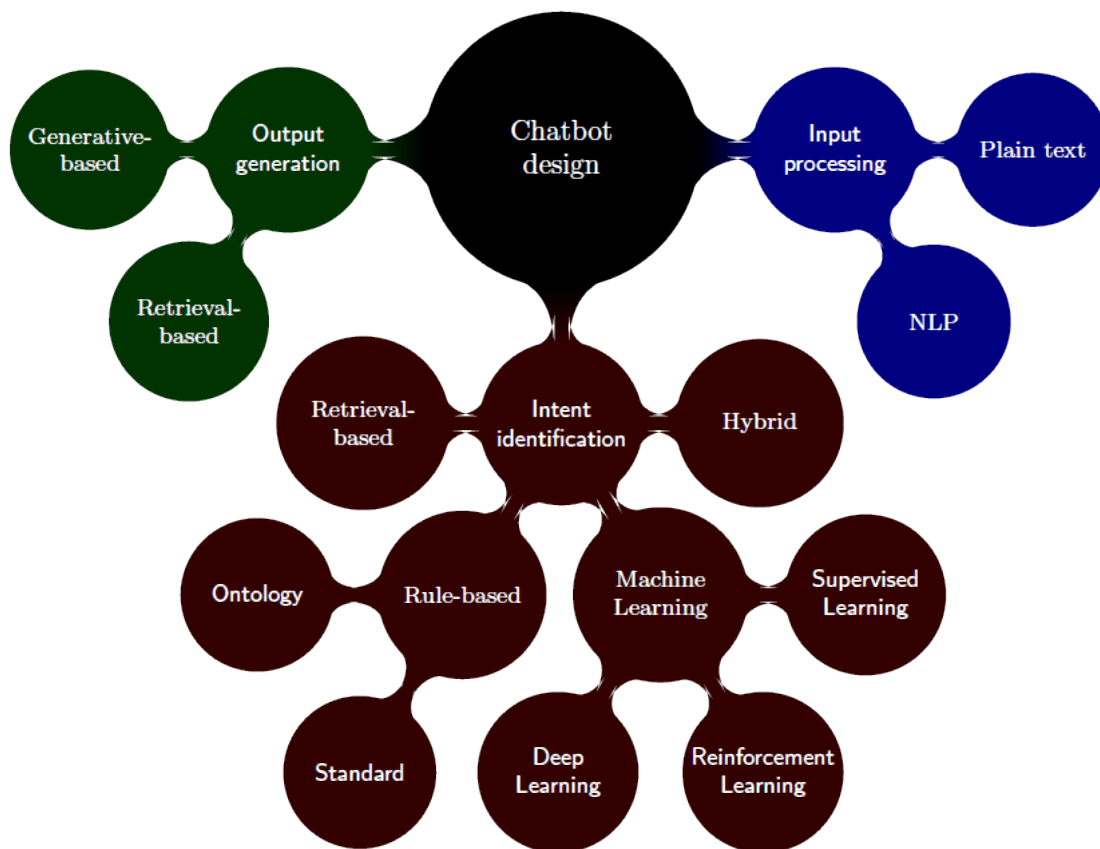 Chatbot
design
Generative-
based
Output
generation
Retrieval-
based
Input
processing
Plain text
NLP
Intent
identification
Retrieval-
based
Hybrid
Rule-based
Ontology
Standard
Machine
Learning
Supervised
Learning
Deep
Learning
Reinforcement
Learning